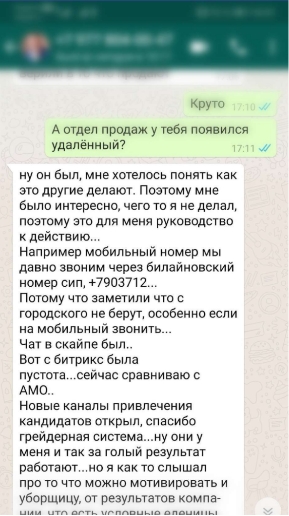 Круто 17:10
А отдел продаж у тебя появился
удалённый?
17:11
ну он был, мне хотелось понять как
это другие делают. Поэтому мне
было интересно, чего то я не делал,
поэтому это для меня руководство
к действию...
Например мобильный номер мы
давно звоним через билайновский
номер сип, +7903712...
Потому что заметили что с
городского не берут, особенно если
на мобильный звонить...
Чат в скайпе был..
Вот с битрикс была
пустота...сейчас сравниваю с
АМО..
Новые каналы привлечения
кандидатов открыл, спасибо
грейдерная система...ну они у
меня и так за голый результат
работают...но я как то слышал
про то что можно мотивировать и
уборщицу, от результатов компа-
нии, что есть условные еденицы